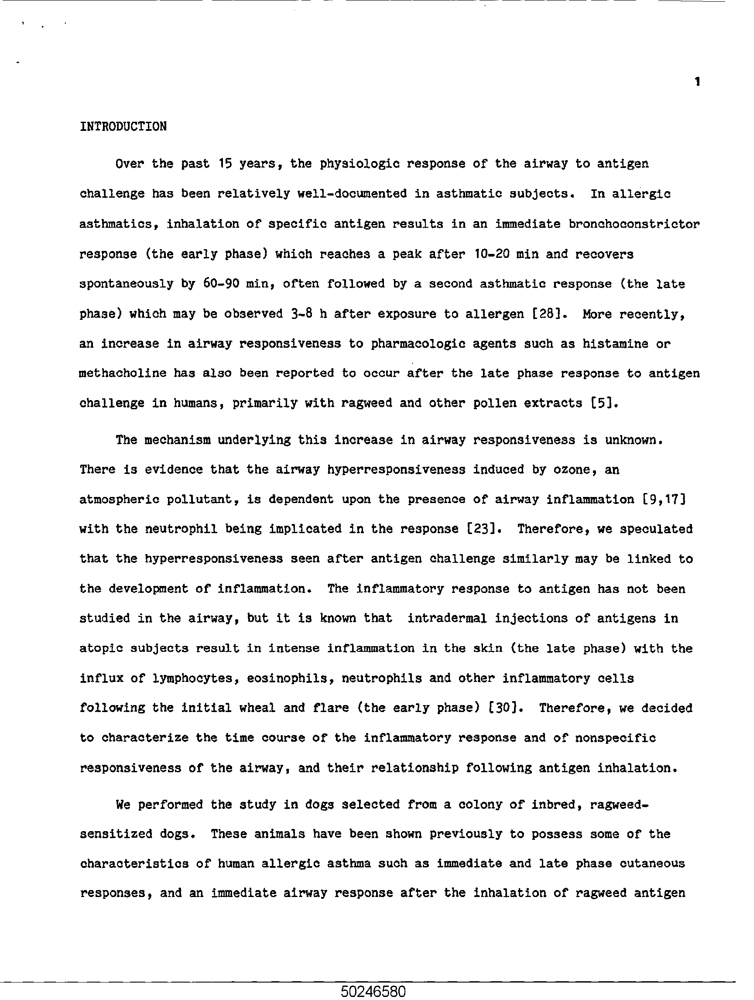 1
INTRODUCTION
Over the past 15 years, the physiologic response of the airway to antigen
challenge has been relatively well-documented in asthmatic subjects. In allergic
asthmatics, inhalation of specific antigen results in an immediate bronchoconstrictor
response (the early phase) which reaches a peak after 10-20 min and recovers
spontaneously by 60-90 min, often followed by a second asthmatic response (the late
phase) which may be observed 3-8 h after exposure to allergen [28]. More recently,
an increase in airway responsiveness to pharmacologic agents such as histamine or
methacholine has also been reported to occur after the late phase response to antigen
challenge in humans, primarily with ragweed and other pollen extracts [5].
The mechanism underlying this increase in airway responsiveness is unknown.
There is evidence that the airway hyperresponsiveness induced by ozone, an
atmospheric pollutant, is dependent upon the presence of airway inflammation [9,17]
with the neutrophil being implicated in the response [23]. Therefore, we speculated
that the hyperresponsiveness seen after antigen challenge similarly may be linked to
the development of inflammation. The inflammatory response to antigen has not been
studied in the airway, but it is known that intradermal injections of antigens in
atopic subjects result in intense inflammation in the skin (the late phase) with the
influx of lymphocytes, eosinophils, neutrophils and other inflammatory cells
following the initial wheal and flare (the early phase) [30]. Therefore, we decided
to characterize the time course of the inflammatory response and of nonspecific
responsiveness of the airway, and their relationship following antigen inhalation.
We performed the study in dogs selected from a colony of inbred, ragweed-
sensitized dogs. These animals have been shown previously to possess some of the
characteristics of human allergic asthma such as immediate and late phase cutaneous
responses, and an immediate airway response after the inhalation of ragweed antigen
50246580